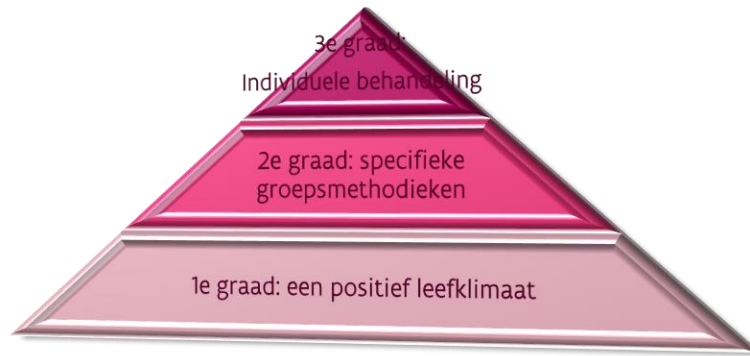 3e graad:
Individuele behandeling
2e graad: specifieke
groepsmethodieken
1e graad: een positief leefklimaat